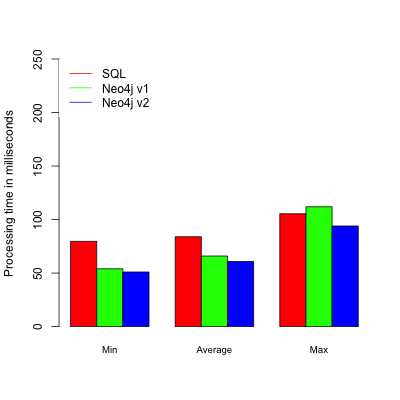 Processing time in milliseconds
250
200
150
100
50
0
SQL
Neo4j v1
Neo4j v2
Min Average Max